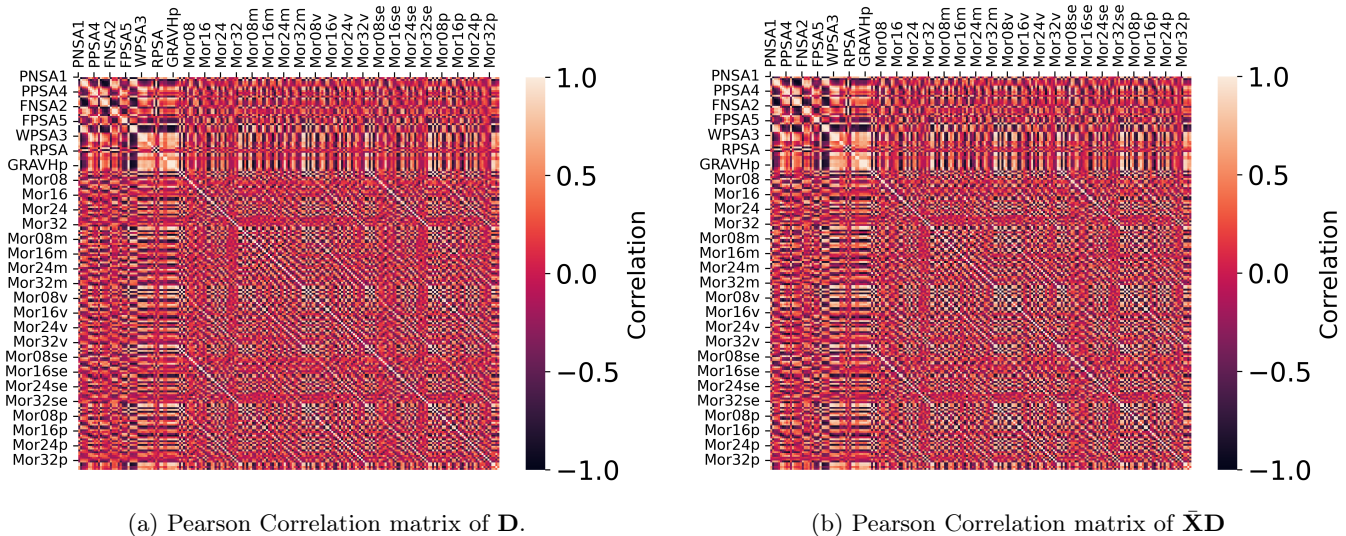 PNSA1 PPSA4 FNSA2 FPSA5 WPSA3 RPSA GRAVHp Mor08 Mor16 Mor24 Mor32 Mor08m Mor16m Mor24m Mor32m Mor08v Mor16v Mor24v Mor32v Mor08se Mor16se Mor24se Mor32se Mor08p Mor16p Mor24p Mor32p
PNSA1
PPSA4
FNSA2
FPSA5
WPSA3
RPSA
GRAVHp
Mor08
Mor16
Mor24
Mor32
Mor08m
Mor16m
Mor24m
Mor32m
Mor08v
Mor16v
Mor24v
Mor32v
Mor08se
Mor16se
Mor24se
Mor32se
Mor08p
Mor16p
Mor24p
Mor32p
1.0
0.5
0.0
−0.5
−1.0
Correlation
(a) Pearson Correlation matrix of D.
PNSA1 PPSA4 FNSA2 FPSA5 WPSA3 RPSA GRAVHp Mor08 Mor16 Mor24 Mor32 Mor08m Mor16m Mor24m Mor32m Mor08v Mor16v Mor24v Mor32v Mor08se Mor16se Mor24se Mor32se Mor08p Mor16p Mor24p Mor32p
PNSA1
PPSA4
FNSA2
FPSA5
WPSA3
RPSA
GRAVHp
Mor08
Mor16
Mor24
Mor32
Mor08m
Mor16m
Mor24m
Mor32m
Mor08v
Mor16v
Mor24v
Mor32v
Mor08se
Mor16se
Mor24se
Mor32se
Mor08p
Mor16p
Mor24p
Mor32p
1.0
0.5
0.0
−0.5
−1.0
Correlation
(b) Pearson Correlation matrix of X̄D